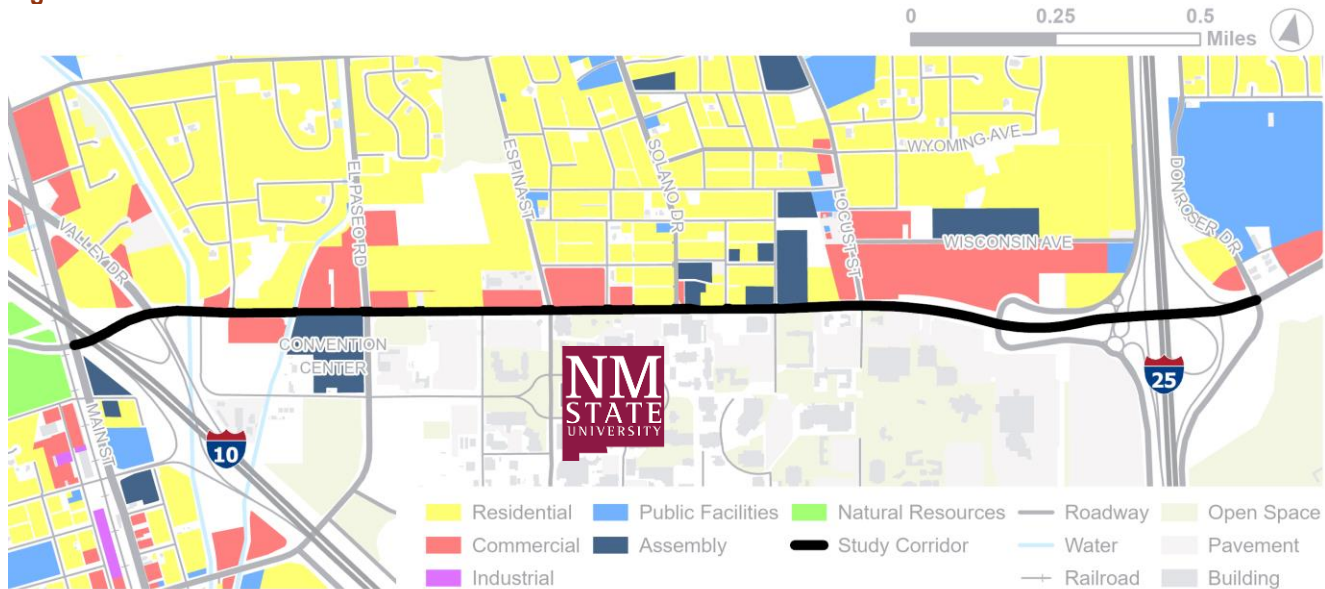 0 0.25 0.5
Miles
WYOMING AVE
ESPINA ST
SOLANO DR
EL PASEO RD
LOCUST ST
DON ROSER DR
VALLEY DR
WISCONSIN AVE
CONVENTION
CENTER
NM
STATE
UNIVERSITY
25
MAIN ST
10
Residential Public Facilities Natural Resources Roadway Open Space
Commercial Assembly Study Corridor Water Pavement
Industrial Railroad Building